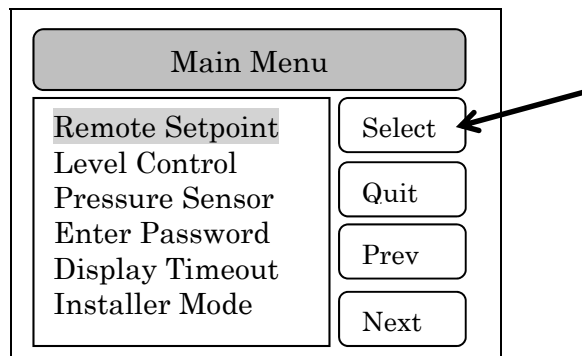 Main Menu
Remote Setpoint
Level Control
Pressure Sensor
Enter Password
Display Timeout
Installer Mode
Select
Quit
Prev
Next